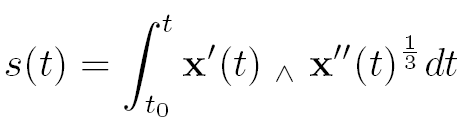 s(t) = ∫_{t_0}^{t} x′(t) ∧ x″(t)^{1/3} dt